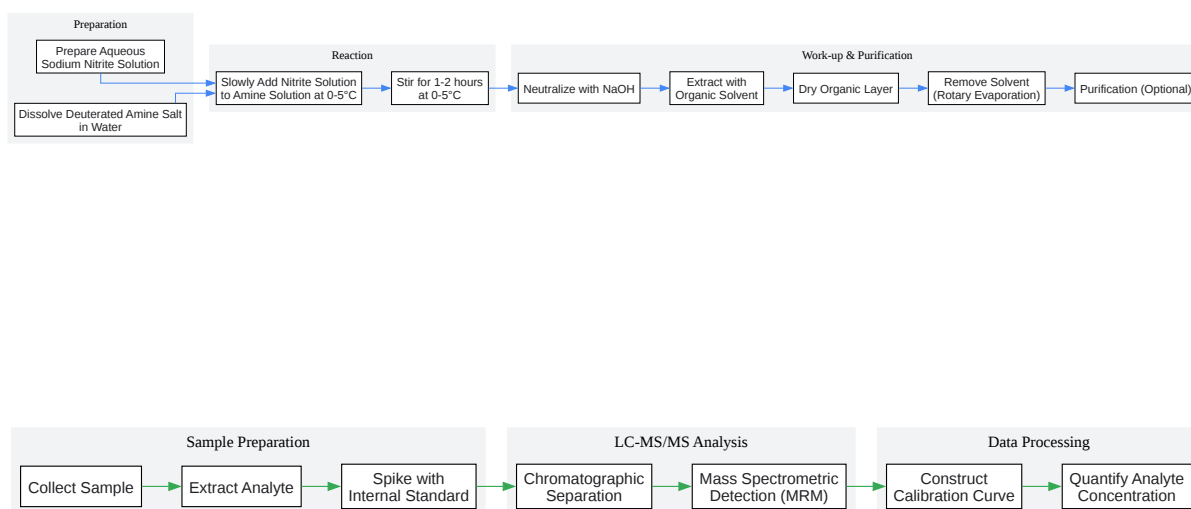 Preparation
Prepare Aqueous
Sodium Nitrite Solution
Dissolve Deuterated Amine Salt
in Water
Reaction
Slowly Add Nitrite Solution
to Amine Solution at 0-5°C
Stir for 1-2 hours
at 0-5°C
Work-up & Purification
Neutralize with NaOH
Extract with
Organic Solvent
Dry Organic Layer
Remove Solvent
(Rotary Evaporation)
Purification (Optional)
Sample Preparation
Collect Sample
Extract Analyte
Spike with
Internal Standard
LC-MS/MS Analysis
Chromatographic
Separation
Mass Spectrometric
Detection (MRM)
Data Processing
Construct
Calibration Curve
Quantify Analyte
Concentration